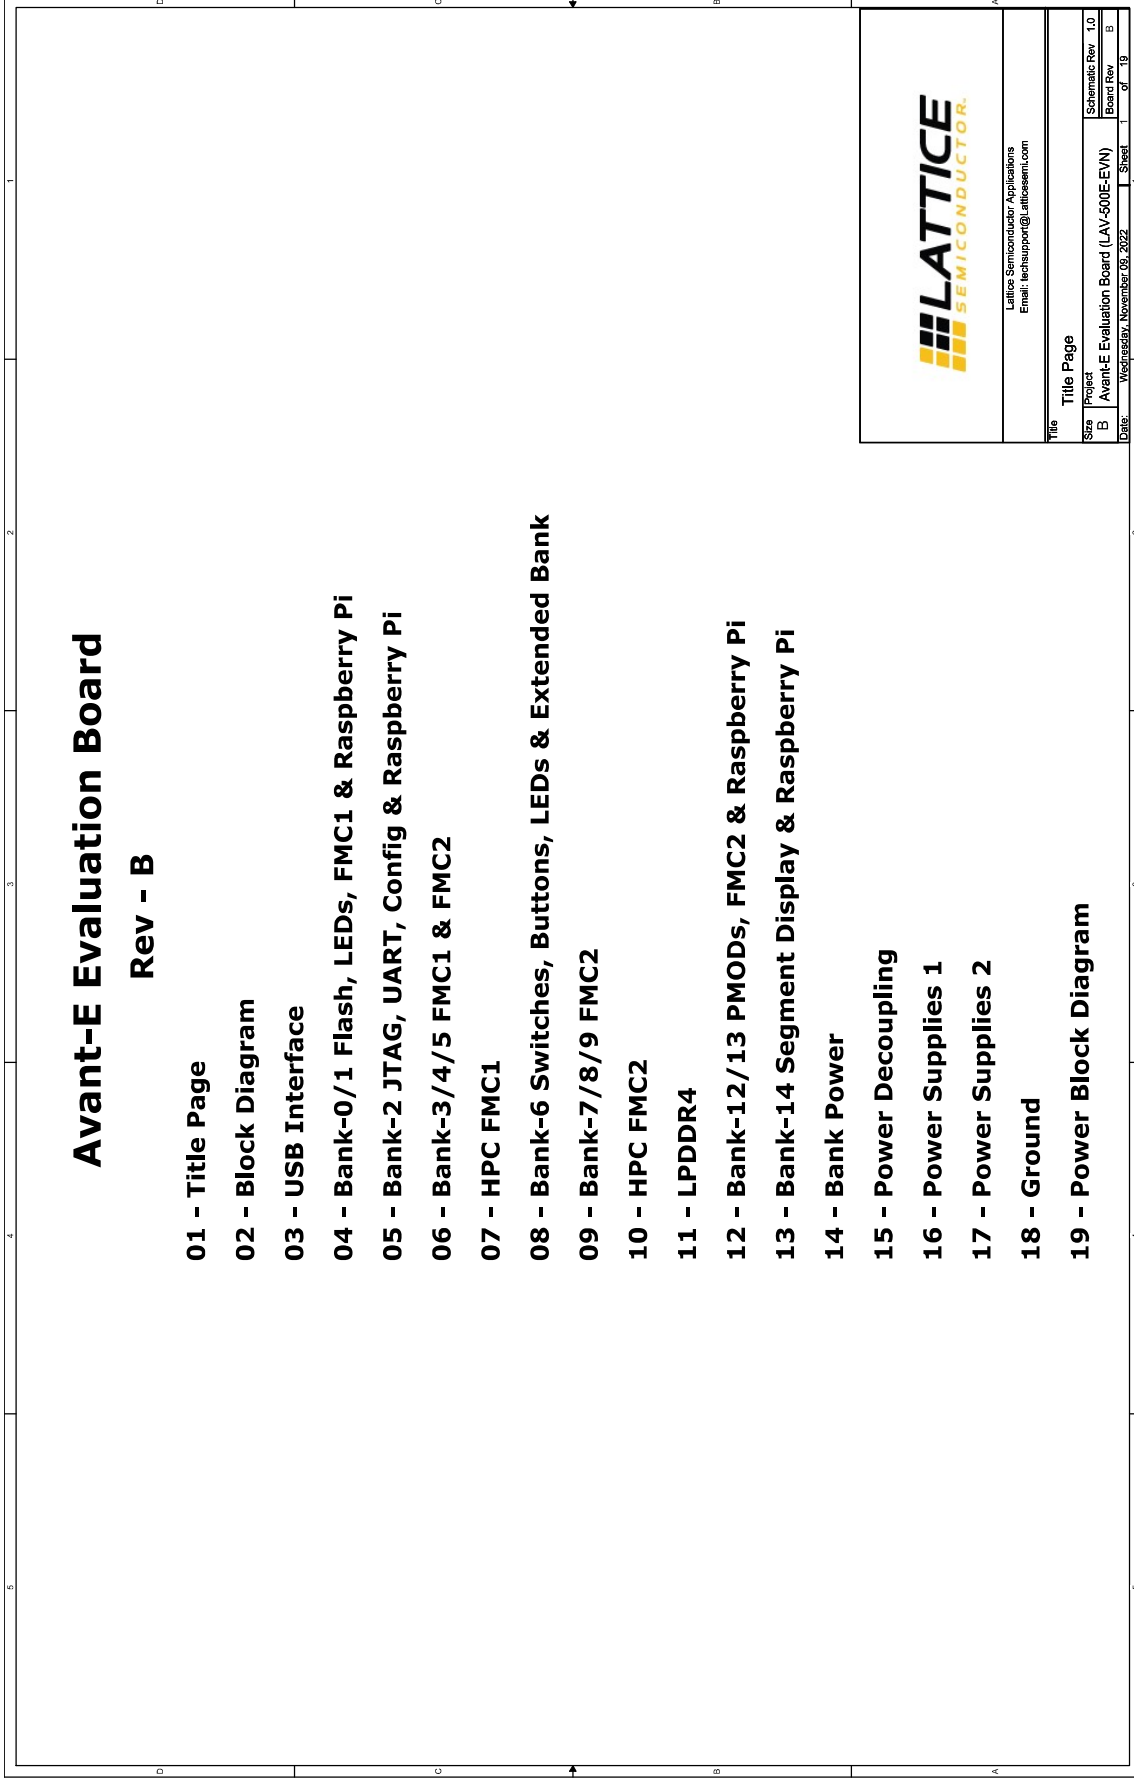 5
4
3
2
1
D
D
C
C
B
B
A
A
Avant-E Evaluation Board
Rev - B
01 - Title Page
02 - Block Diagram
03 - USB Interface
04 - Bank-0/1 Flash, LEDs, FMC1 & Raspberry Pi
05 - Bank-2 JTAG, UART, Config & Raspberry Pi
06 - Bank-3/4/5 FMC1 & FMC2
07 - HPC FMC1
08 - Bank-6 Switches, Buttons, LEDs & Extended Bank
09 - Bank-7/8/9 FMC2
10 - HPC FMC2
11 - LPDDR4
12 - Bank-12/13 PMODs, FMC2 & Raspberry Pi
13 - Bank-14 Segment Display & Raspberry Pi
14 - Bank Power
15 - Power Decoupling
16 - Power Supplies 1
17 - Power Supplies 2
18 - Ground
19 - Power Block Diagram
LATTICE
SEMICONDUCTOR.
Lattice Semiconductor Applications
Email: techsupport@Latticesemi.com
Title
Title Page
Size Project Schematic Rev 1.0
B Avant-E Evaluation Board (LAV-500E-EVN) Board Rev B
Date: Wednesday, November 09, 2022 Sheet 1 of 19